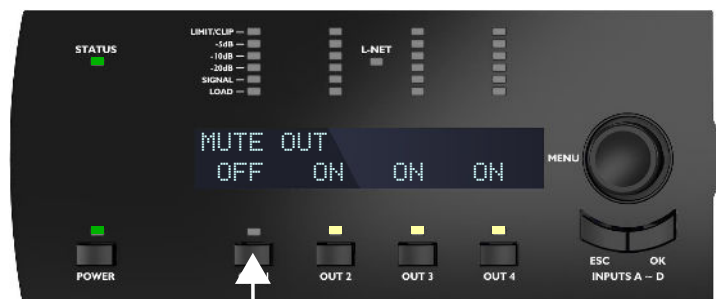 STATUS
LIMIT/CLIP
-5dB
-10dB
-20dB
SIGNAL
LOAD
L-NET
MUTE OUT
OFF ON ON ON
MENU
POWER
OUT 2
OUT 3
OUT 4
ESC OK
INPUTS A – D